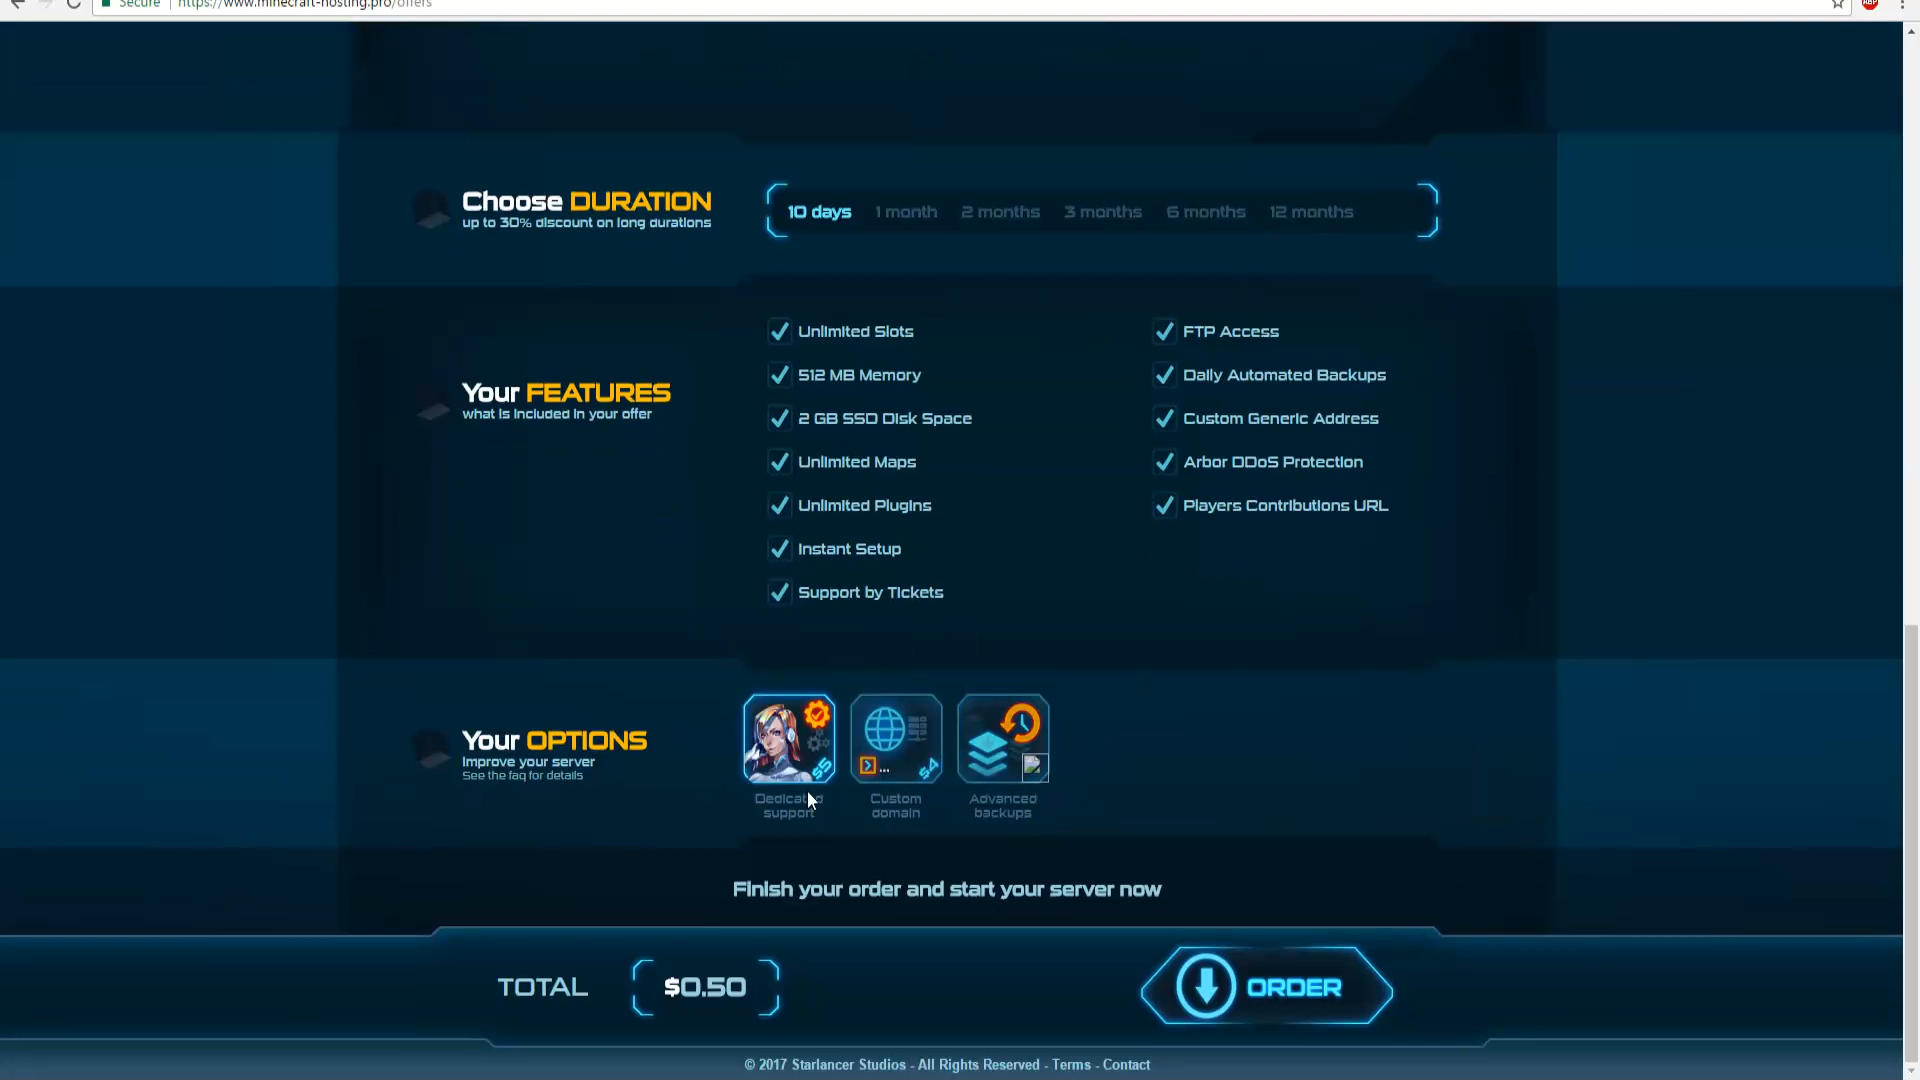 Secure | https://www.minecraft-hosting.pro/offers
ABP
Choose DURATION
up to 30% discount on long durations
10 days 1 month 2 months 3 months 6 months 12 months
Your FEATURES
what is included in your offer
Unlimited Slots
512 MB Memory
2 GB SSD Disk Space
Unlimited Maps
Unlimited Plugins
Instant Setup
Support by Tickets
FTP Access
Daily Automated Backups
Custom Generic Address
Arbor DDoS Protection
Players Contributions URL
Your OPTIONS
Improve your server
See the faq for details
$5
Dedicated
support
... $4
Custom
domain
Advanced
backups
Finish your order and start your server now
TOTAL $0.50
ORDER
© 2017 Starlancer Studios - All Rights Reserved - Terms - Contact